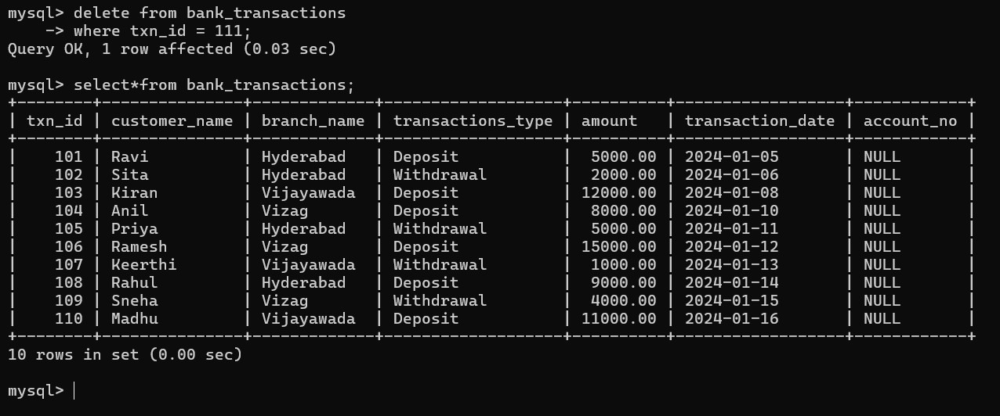 mysql> delete from bank_transactions
    -> where txn_id = 111;
Query OK, 1 row affected (0.03 sec)

mysql> select*from bank_transactions;
+--------+---------------+-------------+-------------------+----------+------------------+------------+
| txn_id | customer_name | branch_name | transactions_type | amount   | transaction_date | account_no |
+--------+---------------+-------------+-------------------+----------+------------------+------------+
|    101 | Ravi          | Hyderabad   | Deposit           |  5000.00 | 2024-01-05       | NULL       |
|    102 | Sita          | Hyderabad   | Withdrawal        |  2000.00 | 2024-01-06       | NULL       |
|    103 | Kiran         | Vijayawada  | Deposit           | 12000.00 | 2024-01-08       | NULL       |
|    104 | Anil          | Vizag       | Deposit           |  8000.00 | 2024-01-10       | NULL       |
|    105 | Priya         | Hyderabad   | Withdrawal        |  5000.00 | 2024-01-11       | NULL       |
|    106 | Ramesh        | Vizag       | Deposit           | 15000.00 | 2024-01-12       | NULL       |
|    107 | Keerthi       | Vijayawada  | Withdrawal        |  1000.00 | 2024-01-13       | NULL       |
|    108 | Rahul         | Hyderabad   | Deposit           |  9000.00 | 2024-01-14       | NULL       |
|    109 | Sneha         | Vizag       | Withdrawal        |  4000.00 | 2024-01-15       | NULL       |
|    110 | Madhu         | Vijayawada  | Deposit           | 11000.00 | 2024-01-16       | NULL       |
+--------+---------------+-------------+-------------------+----------+------------------+------------+
10 rows in set (0.00 sec)

mysql>